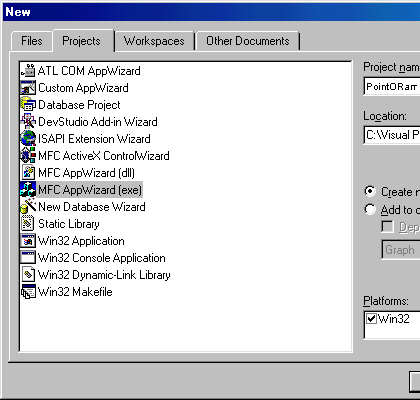 New
Files Projects Workspaces Other Documents
ATL COM AppWizard
Custom AppWizard
Database Project
DevStudio Add-in Wizard
ISAPI Extension Wizard
MFC ActiveX ControlWizard
MFC AppWizard (dll)
MFC AppWizard (exe)
New Database Wizard
Static Library
Win32 Application
Win32 Console Application
Win32 Dynamic-Link Library
Win32 Makefile
Project nam
PointORarr
Location:
C:\Visual P
Create n
Add to c
Dep
Graph
Platforms:
Win32